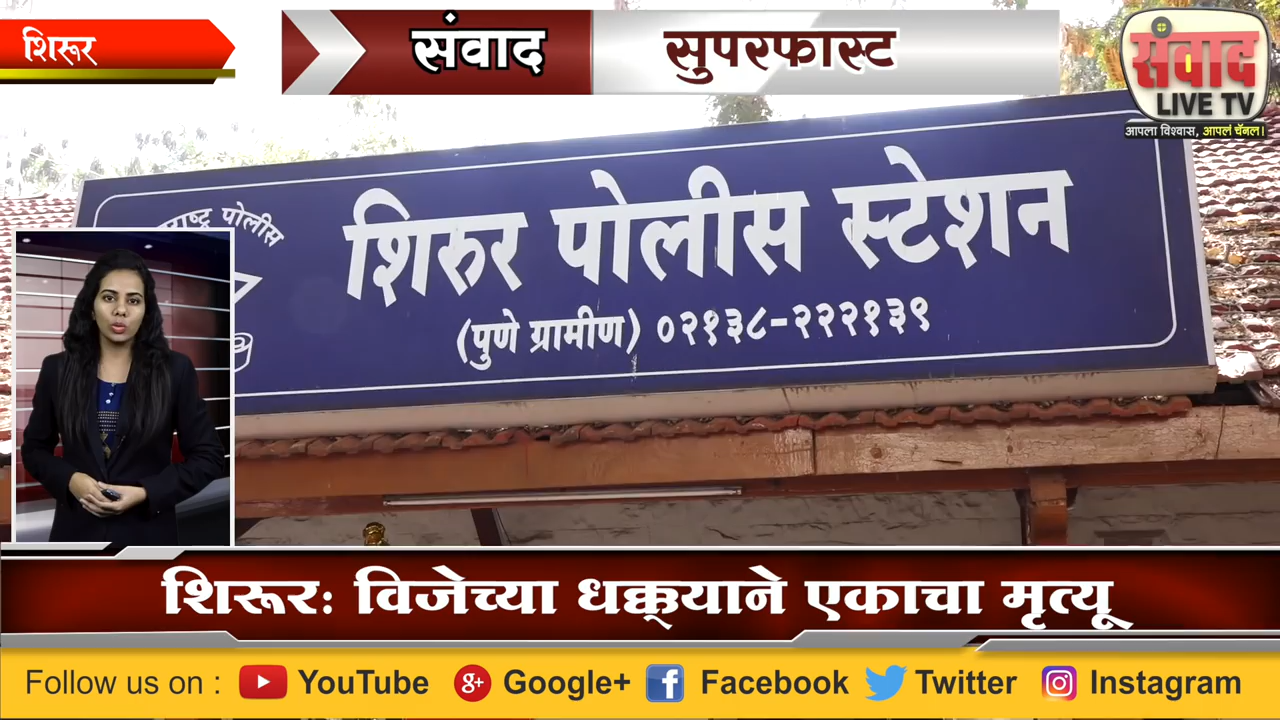 शिरूर
संवाद सुपरफास्ट
संवाद
LIVE TV
आपला विश्वास, आपलं चॅनल!
पोलीस
शिरुर पोलीस स्टेशन
(पुणे ग्रामीण) ०२१३८-२२२१३९
शिरूर: विजेच्या धक्क्याने एकाचा मृत्यू
Follow us on : YouTube Google+ Facebook Twitter Instagram